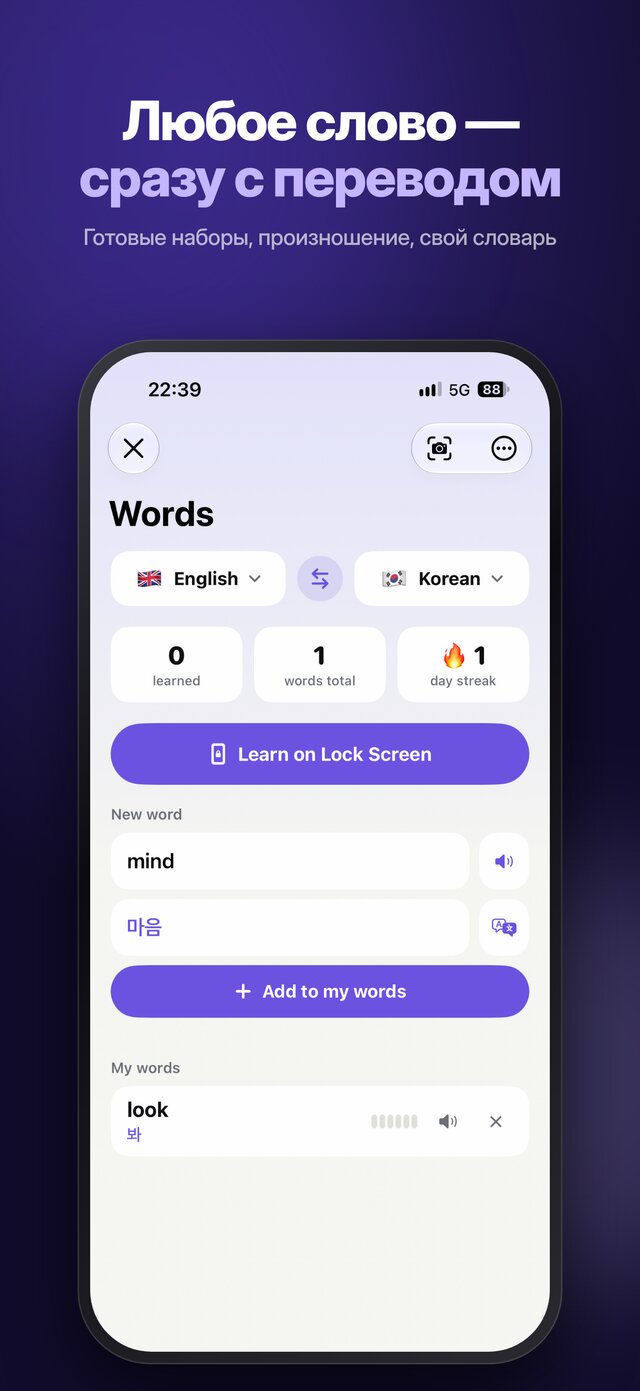 Любое слово —
сразу с переводом
Готовые наборы, произношение, свой словарь
22:39
5G 88
Words
English
Korean
0
learned
1
words total
1
day streak
Learn on Lock Screen
New word
mind
마음
A 文
+ Add to my words
My words
look
봐